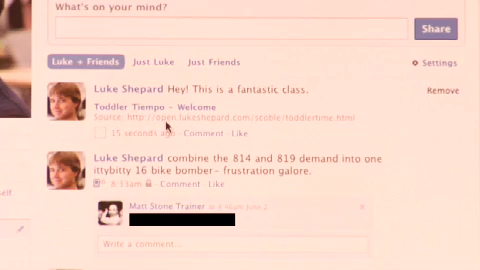 What's on your mind?
Share
Luke + Friends Just Luke Just Friends Settings
Luke Shepard Hey! This is a fantastic class. Remove
Toddler Tiempo - Welcome
Source: http://open.lukeshepard.com/scoble/toddlertime.html
15 seconds ago · Comment · Like
Luke Shepard combine the 814 and 819 demand into one
ittybitty 16 bike bomber- frustration galore.
8:33am · Comment · Like
Matt Stone Trainer at
Write a comment...